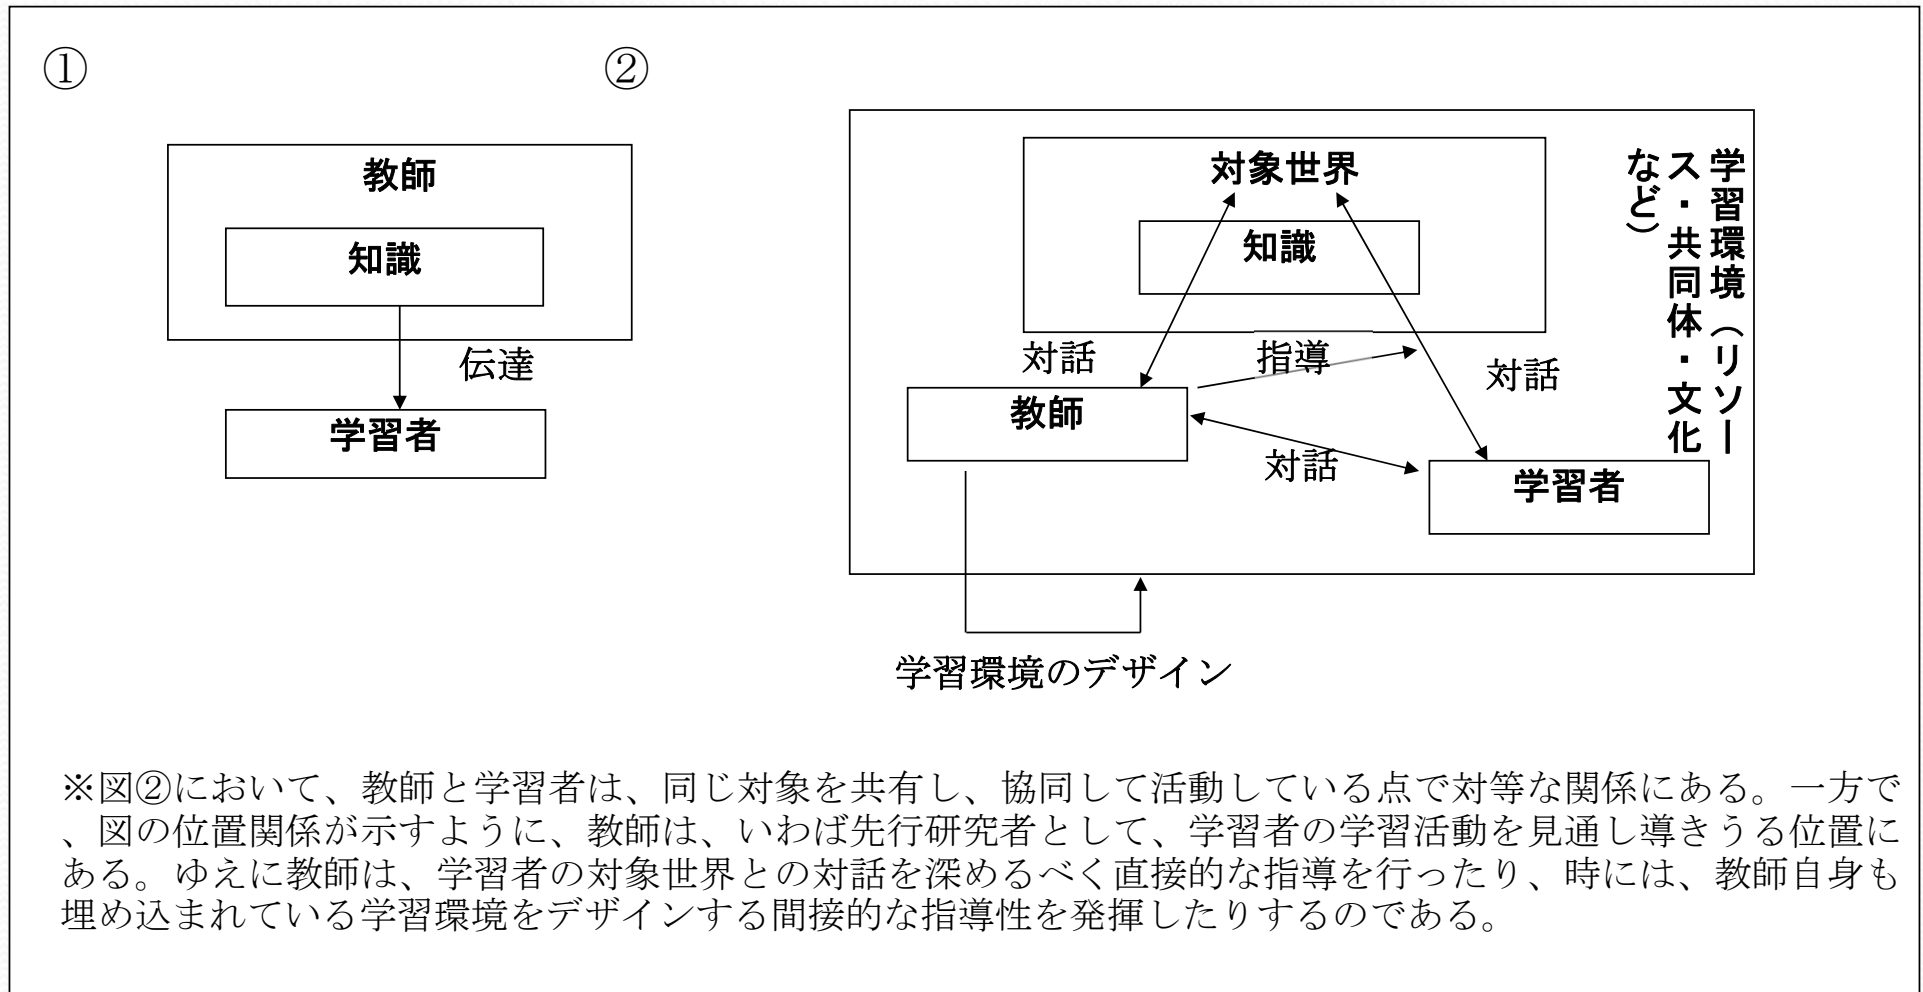 ①
②
教師
知識
伝達
学習者
対象世界
知識
学習環境（リソー
ス・共同体・文化
など）
対話
指導
対話
教師
対話
学習者
学習環境のデザイン
※図②において、教師と学習者は、同じ対象を共有し、協同して活動している点で対等な関係にある。一方で
、図の位置関係が示すように、教師は、いわば先行研究者として、学習者の学習活動を見通し導きうる位置に
ある。ゆえに教師は、学習者の対象世界との対話を深めるべく直接的な指導を行ったり、時には、教師自身も
埋め込まれている学習環境をデザインする間接的な指導性を発揮したりするのである。